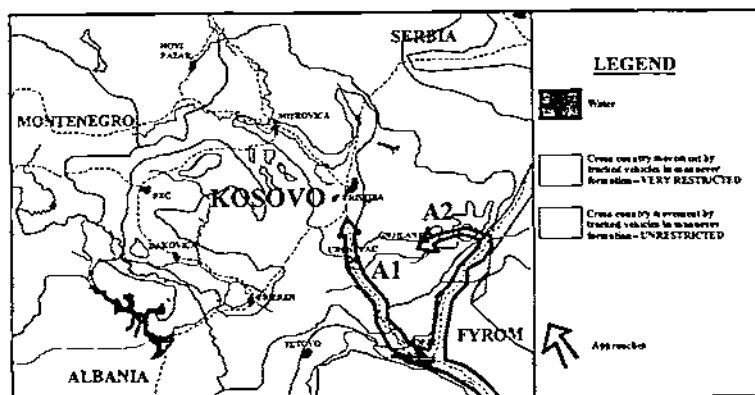 SERBIA
NOVI
PAZAR
MONTENEGRO
MITROVICA
KOSOVO
PRISTINA
PEC
A2
GNJILANE
UROSEVAC
DAKOVICA
A1
PRIZREN
TETOVO
FYROM
ALBANIA
LEGEND
Water
Cross country movement by
tracked vehicles in maneuver
formation--VERY RESTRICTED
Cross country movement by
tracked vehicles in maneuver
formation--UNRESTRICTED
Approaches